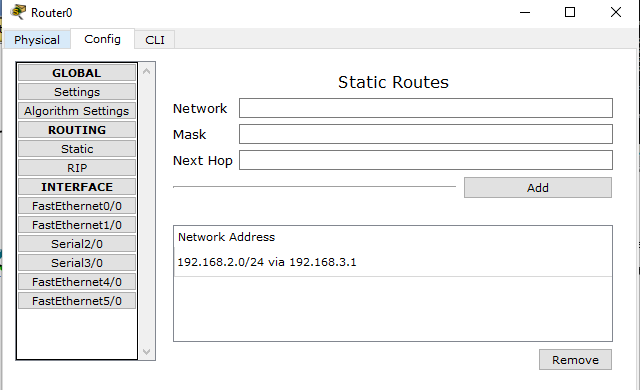 Router0
Physical Config CLI
GLOBAL
Settings
Algorithm Settings
ROUTING
Static
RIP
INTERFACE
FastEthernet0/0
FastEthernet1/0
Serial2/0
Serial3/0
FastEthernet4/0
FastEthernet5/0
Static Routes
Network
Mask
Next Hop
Add
Network Address
192.168.2.0/24 via 192.168.3.1
Remove